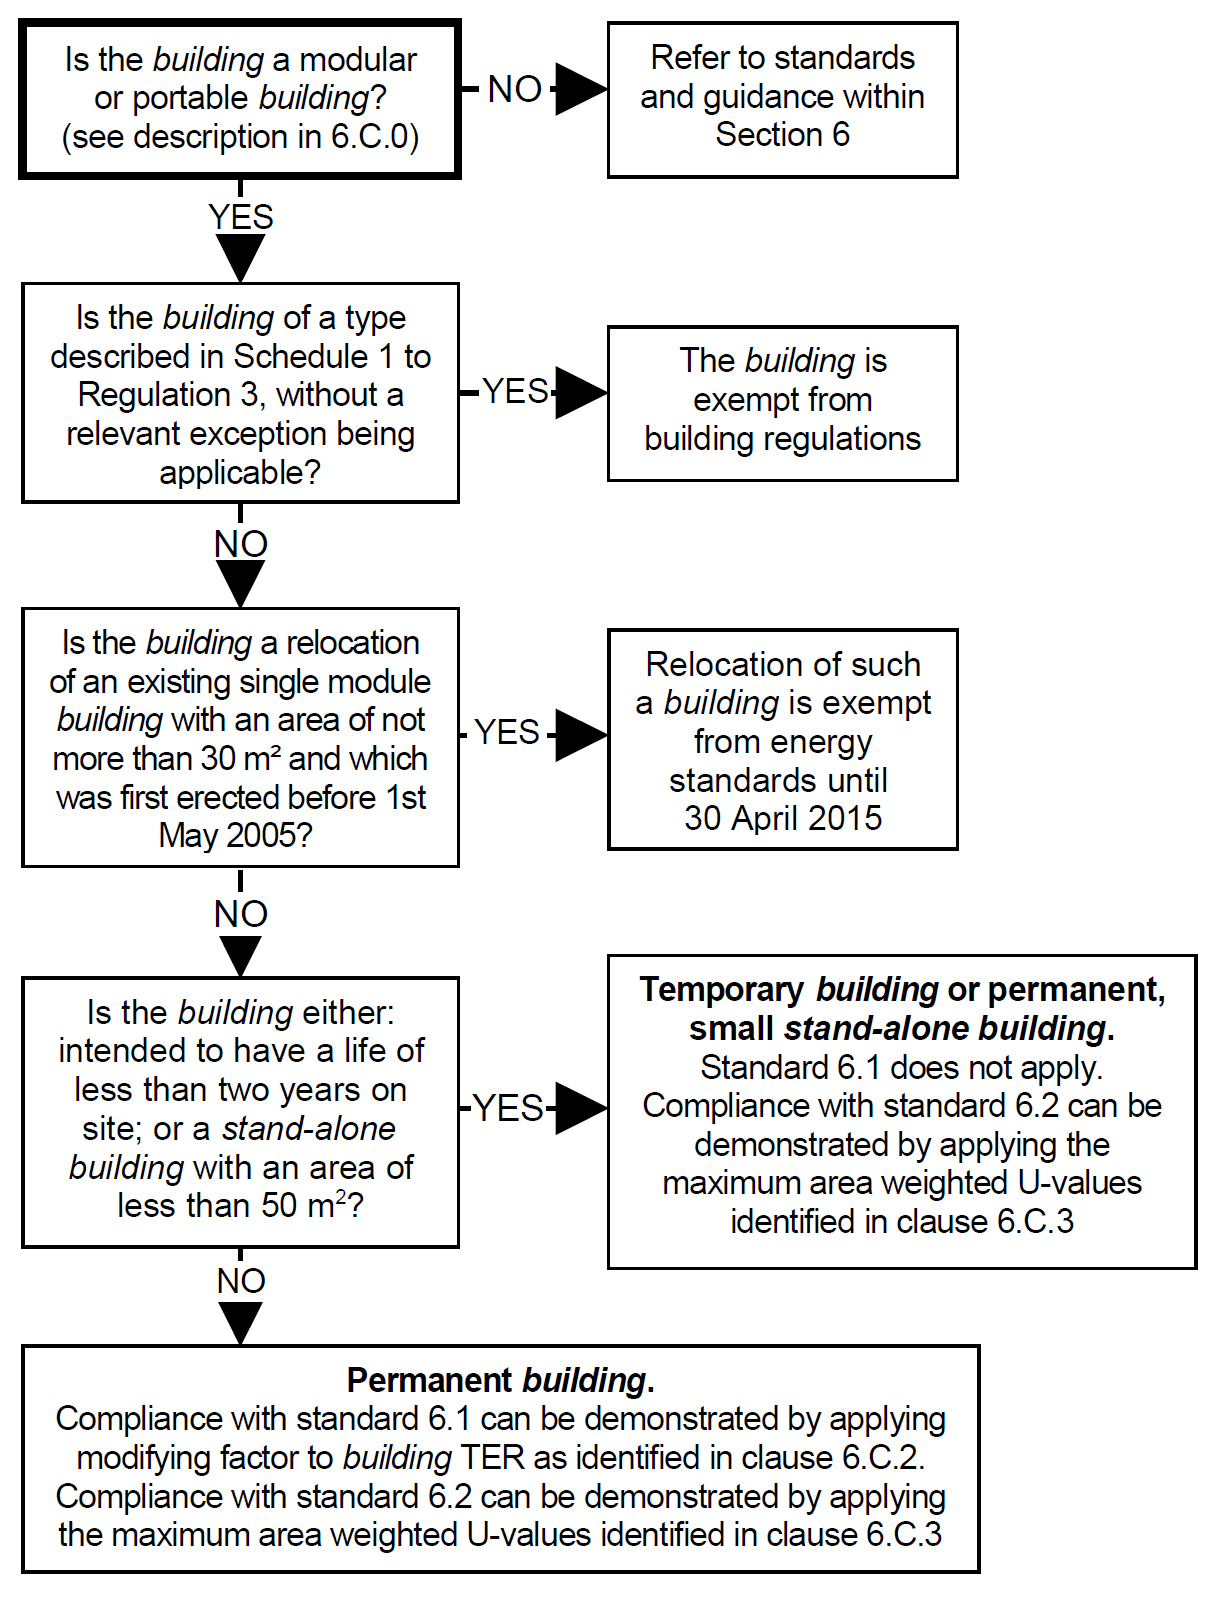 Is the building a modular
or portable building?
(see description in 6.C.0)
NO
Refer to standards
and guidance within
Section 6
YES
Is the building of a type
described in Schedule 1 to
Regulation 3, without a
relevant exception being
applicable?
YES
The building is
exempt from
building regulations
NO
Is the building a relocation
of an existing single module
building with an area of not
more than 30 m² and which
was first erected before 1st
May 2005?
YES
Relocation of such
a building is exempt
from energy
standards until
30 April 2015
NO
Is the building either:
intended to have a life of
less than two years on
site; or a stand-alone
building with an area of
less than 50 m²?
YES
Temporary building or permanent,
small stand-alone building.
Standard 6.1 does not apply.
Compliance with standard 6.2 can be
demonstrated by applying the
maximum area weighted U-values
identified in clause 6.C.3
NO
Permanent building.
Compliance with standard 6.1 can be demonstrated by applying
modifying factor to building TER as identified in clause 6.C.2.
Compliance with standard 6.2 can be demonstrated by applying
the maximum area weighted U-values identified in clause 6.C.3